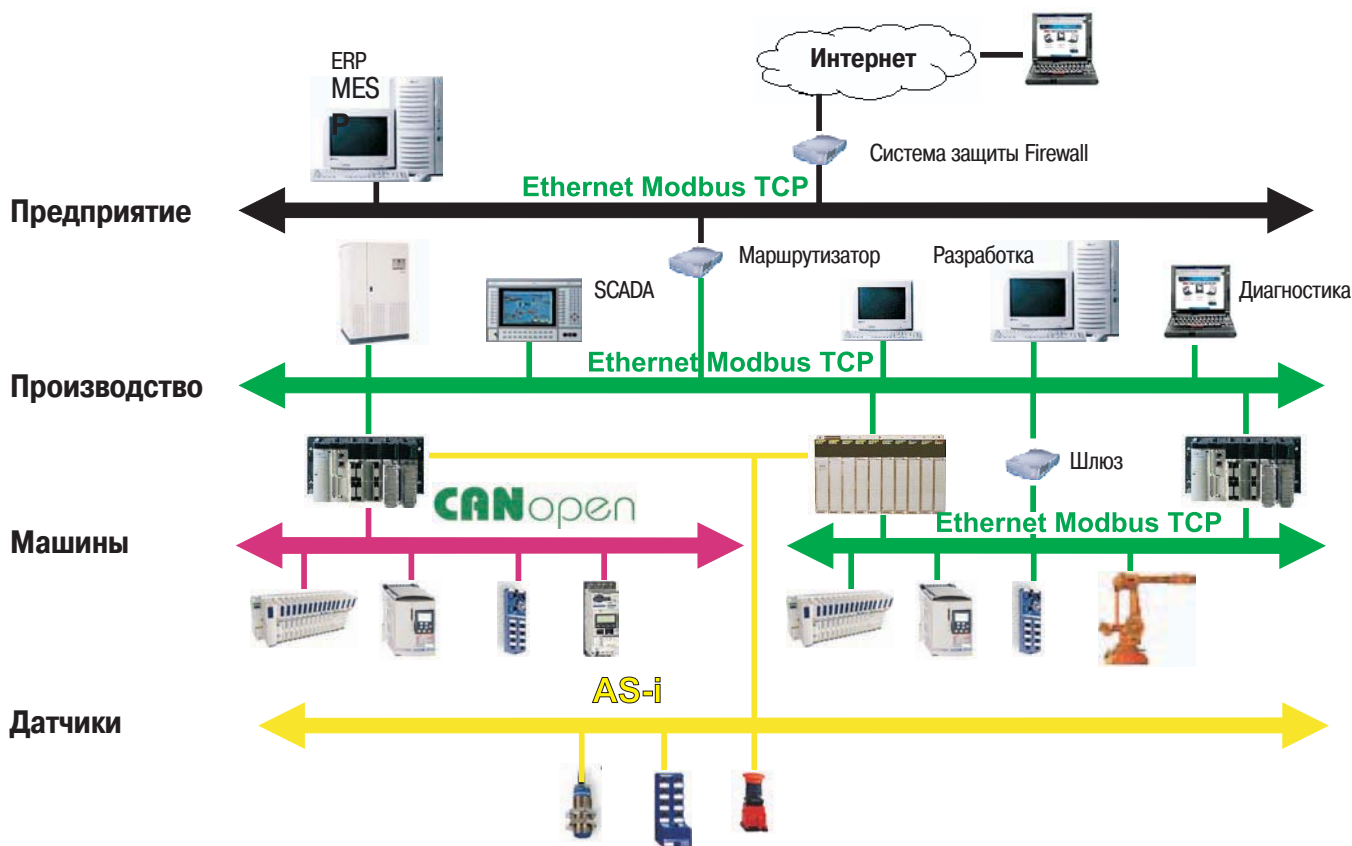 ERP
MES
P
Интернет
Система защиты Firewall
Ethernet Modbus TCP
Предприятие
Маршрутизатор
Разработка
SCADA
Диагностика
Ethernet Modbus TCP
Производство
Шлюз
CANopen
Ethernet Modbus TCP
Машины
AS-i
Датчики